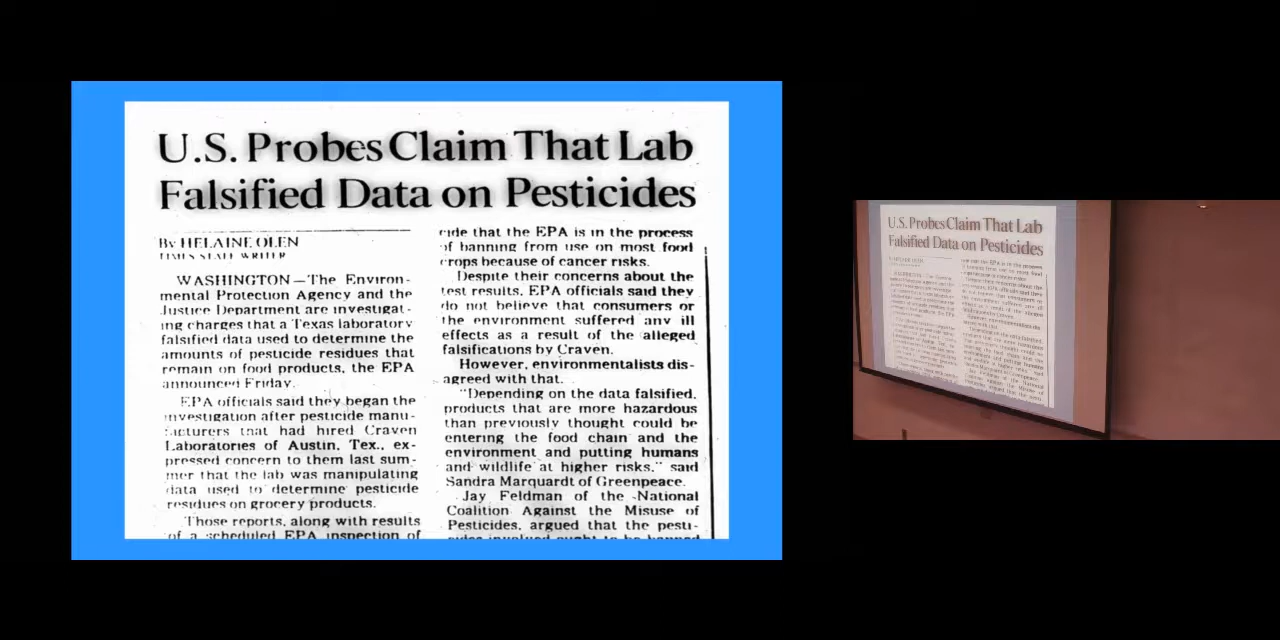 U.S. Probes Claim That Lab
Falsified Data on Pesticides
By HELAINE OLEN
TIMES STAFF WRITER
WASHINGTON—The Environ-
mental Protection Agency and the
Justice Department are investigat-
ing charges that a Texas laboratory
falsified data used to determine the
amounts of pesticide residues that
remain on food products, the EPA
announced Friday.
EPA officials said they began the
investigation after pesticide manu-
facturers that had hired Craven
Laboratories of Austin, Tex., ex-
pressed concern to them last sum-
mer that the lab was manipulating
data used to determine pesticide
residues on grocery products.
Those reports, along with results
of a scheduled EPA inspection of
cide that the EPA is in the process
of banning from use on most food
crops because of cancer risks.
Despite their concerns about the
test results, EPA officials said they
do not believe that consumers or
the environment suffered any ill
effects as a result of the alleged
falsifications by Craven.
However, environmentalists dis-
agreed with that.
"Depending on the data falsified,
products that are more hazardous
than previously thought could be
entering the food chain and the
environment and putting humans
and wildlife at higher risks," said
Sandra Marquardt of Greenpeace.
Jay Feldman of the National
Coalition Against the Misuse of
Pesticides, argued that the pesti-
cides involved ought to be banned
U.S. Probes Claim That Lab
Falsified Data on Pesticides